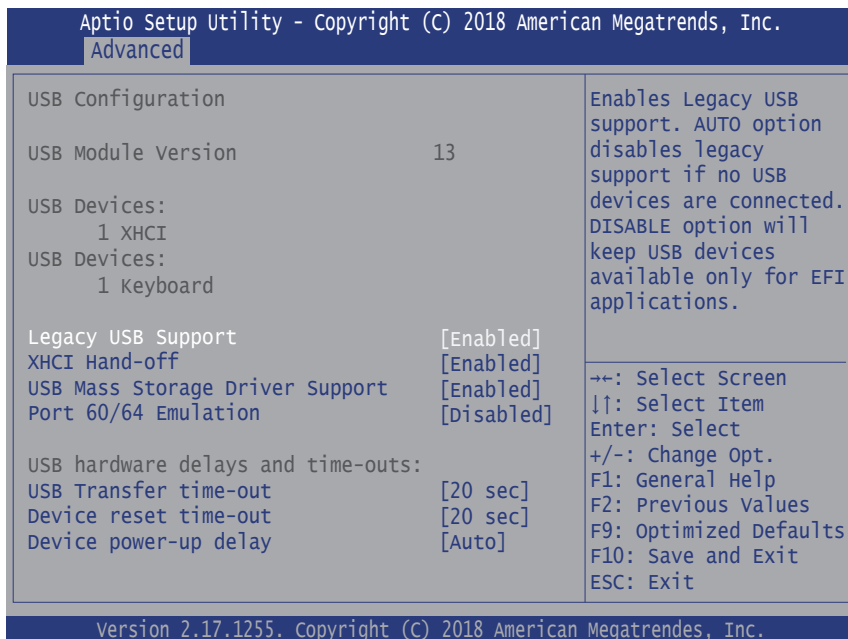 Aptio Setup Utility - Copyright (C) 2018 American Megatrends, Inc.
Advanced
USB Configuration
USB Module Version 13
USB Devices:
1 XHCI
USB Devices:
1 Keyboard
Legacy USB Support [Enabled]
XHCI Hand-off [Enabled]
USB Mass Storage Driver Support [Enabled]
Port 60/64 Emulation [Disabled]
USB hardware delays and time-outs:
USB Transfer time-out [20 sec]
Device reset time-out [20 sec]
Device power-up delay [Auto]
Enables Legacy USB
support. AUTO option
disables legacy
support if no USB
devices are connected.
DISABLE option will
keep USB devices
available only for EFI
applications.
→←: Select Screen
↓↑: Select Item
Enter: Select
+/-: Change Opt.
F1: General Help
F2: Previous Values
F9: Optimized Defaults
F10: Save and Exit
ESC: Exit
Version 2.17.1255. Copyright (C) 2018 American Megatrendes, Inc.